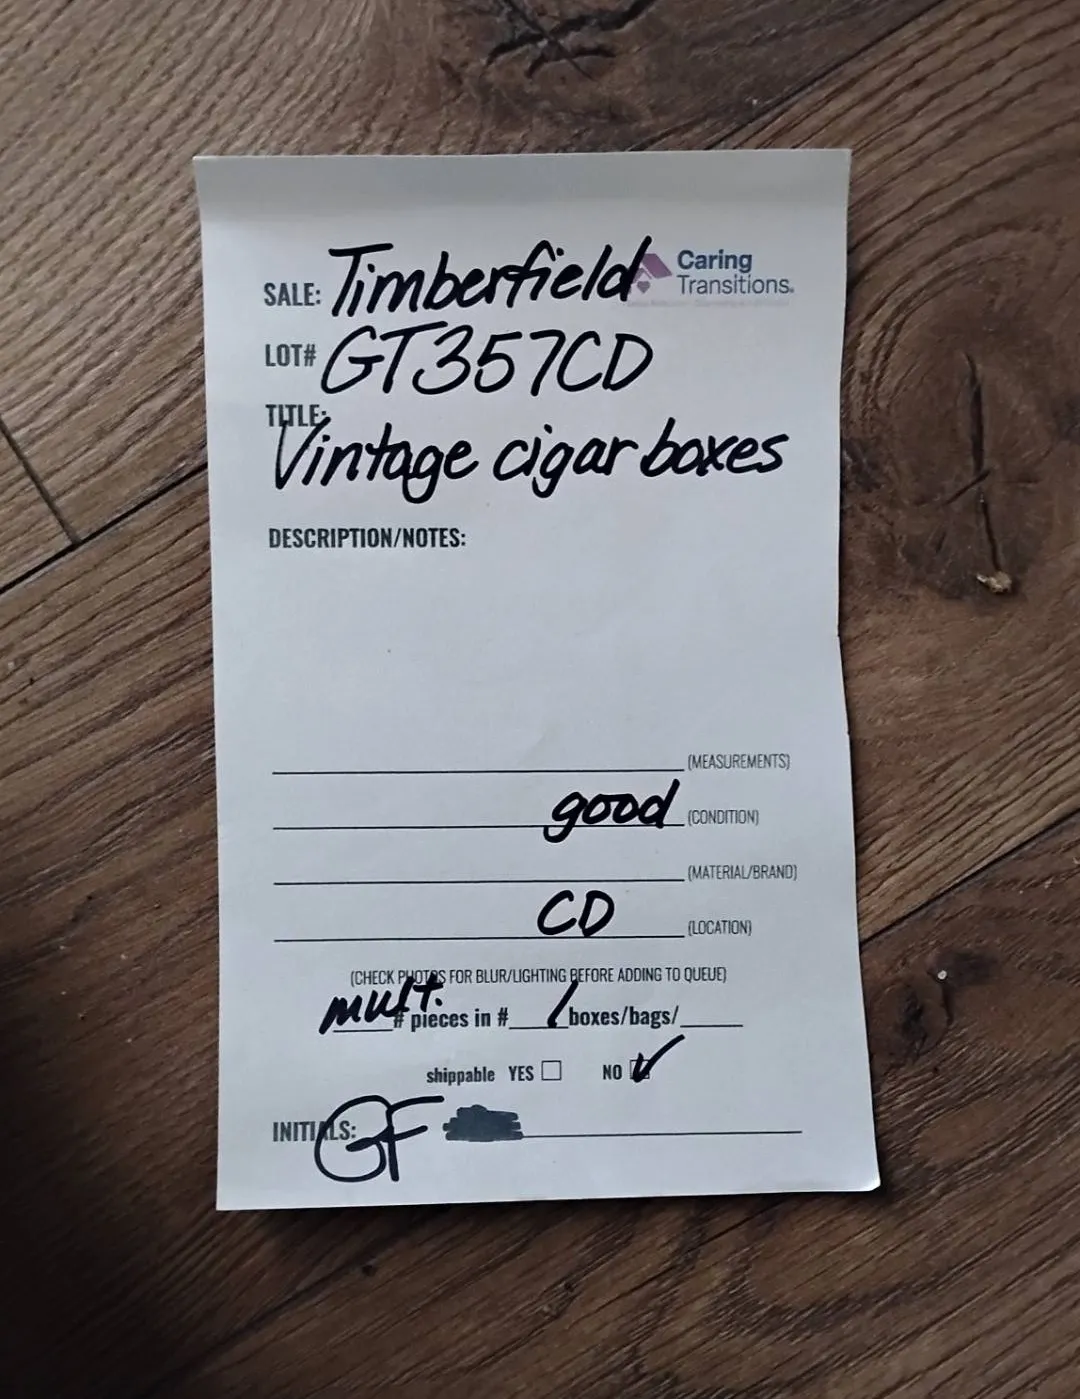 SALE: Timberfield Caring Transitions®
LOT# GT357CD
TITLE:
Vintage cigar boxes
DESCRIPTION/NOTES:
(MEASUREMENTS)
good (CONDITION)
(MATERIAL/BRAND)
CD (LOCATION)
(CHECK PHOTOS FOR BLUR/LIGHTING BEFORE ADDING TO QUEUE)
mult. # pieces in # 1 boxes/bags/
shippable YES ☐ NO ☑
INITIALS: GF